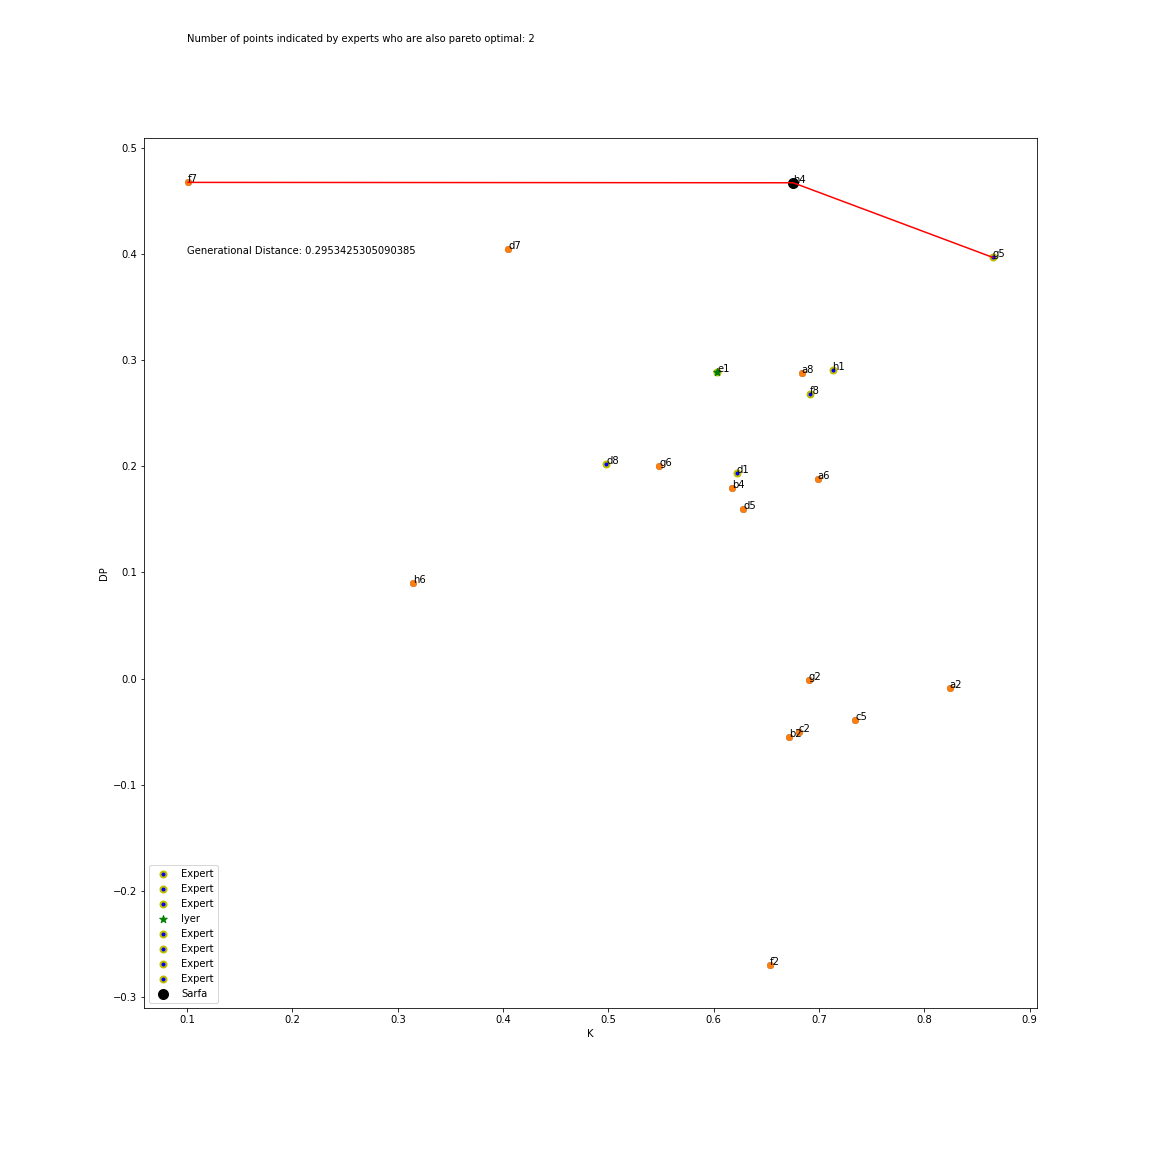 Number of points indicated by experts who are also pareto optimal: 2
0.5
f7
h4
Generational Distance: 0.2953425305090385
d7
0.4
g5
0.3
e1
a8
h1
f8
0.2
d8
g6
d1
b4
a6
d5
0.1
h6
DP
0.0
g2
a2
c5
c2
b2
−0.1
−0.2
f2
−0.3
Expert
Expert
Expert
Iyer
Expert
Expert
Expert
Expert
Sarfa
0.1 0.2 0.3 0.4 0.5 0.6 0.7 0.8 0.9
K